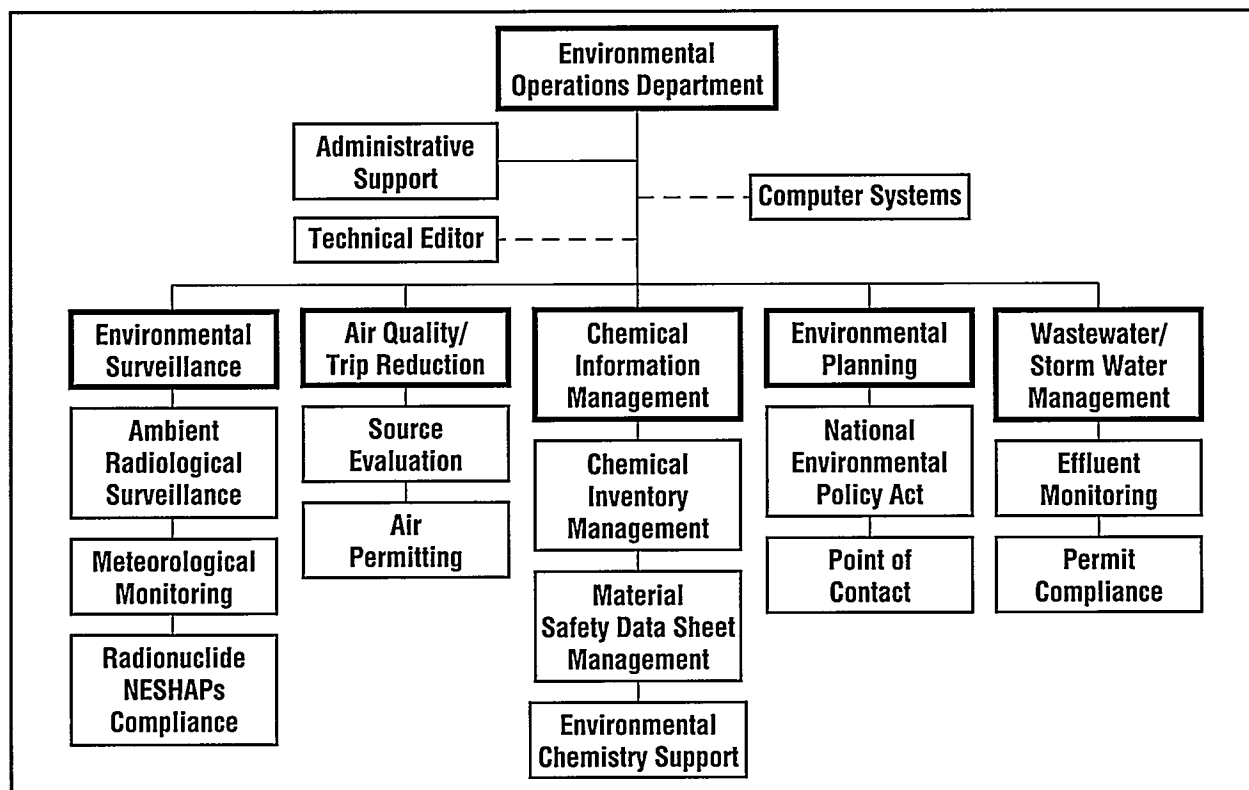 Environmental
Operations Department
Administrative
Support
Computer Systems
Technical Editor
Environmental
Surveillance
Air Quality/
Trip Reduction
Chemical
Information
Management
Environmental
Planning
Wastewater/
Storm Water
Management
Ambient
Radiological
Surveillance
Source
Evaluation
Chemical
Inventory
Management
National
Environmental
Policy Act
Effluent
Monitoring
Meteorological
Monitoring
Air
Permitting
Material
Safety Data Sheet
Management
Point of
Contact
Permit
Compliance
Radionuclide
NESHAPs
Compliance
Environmental
Chemistry Support